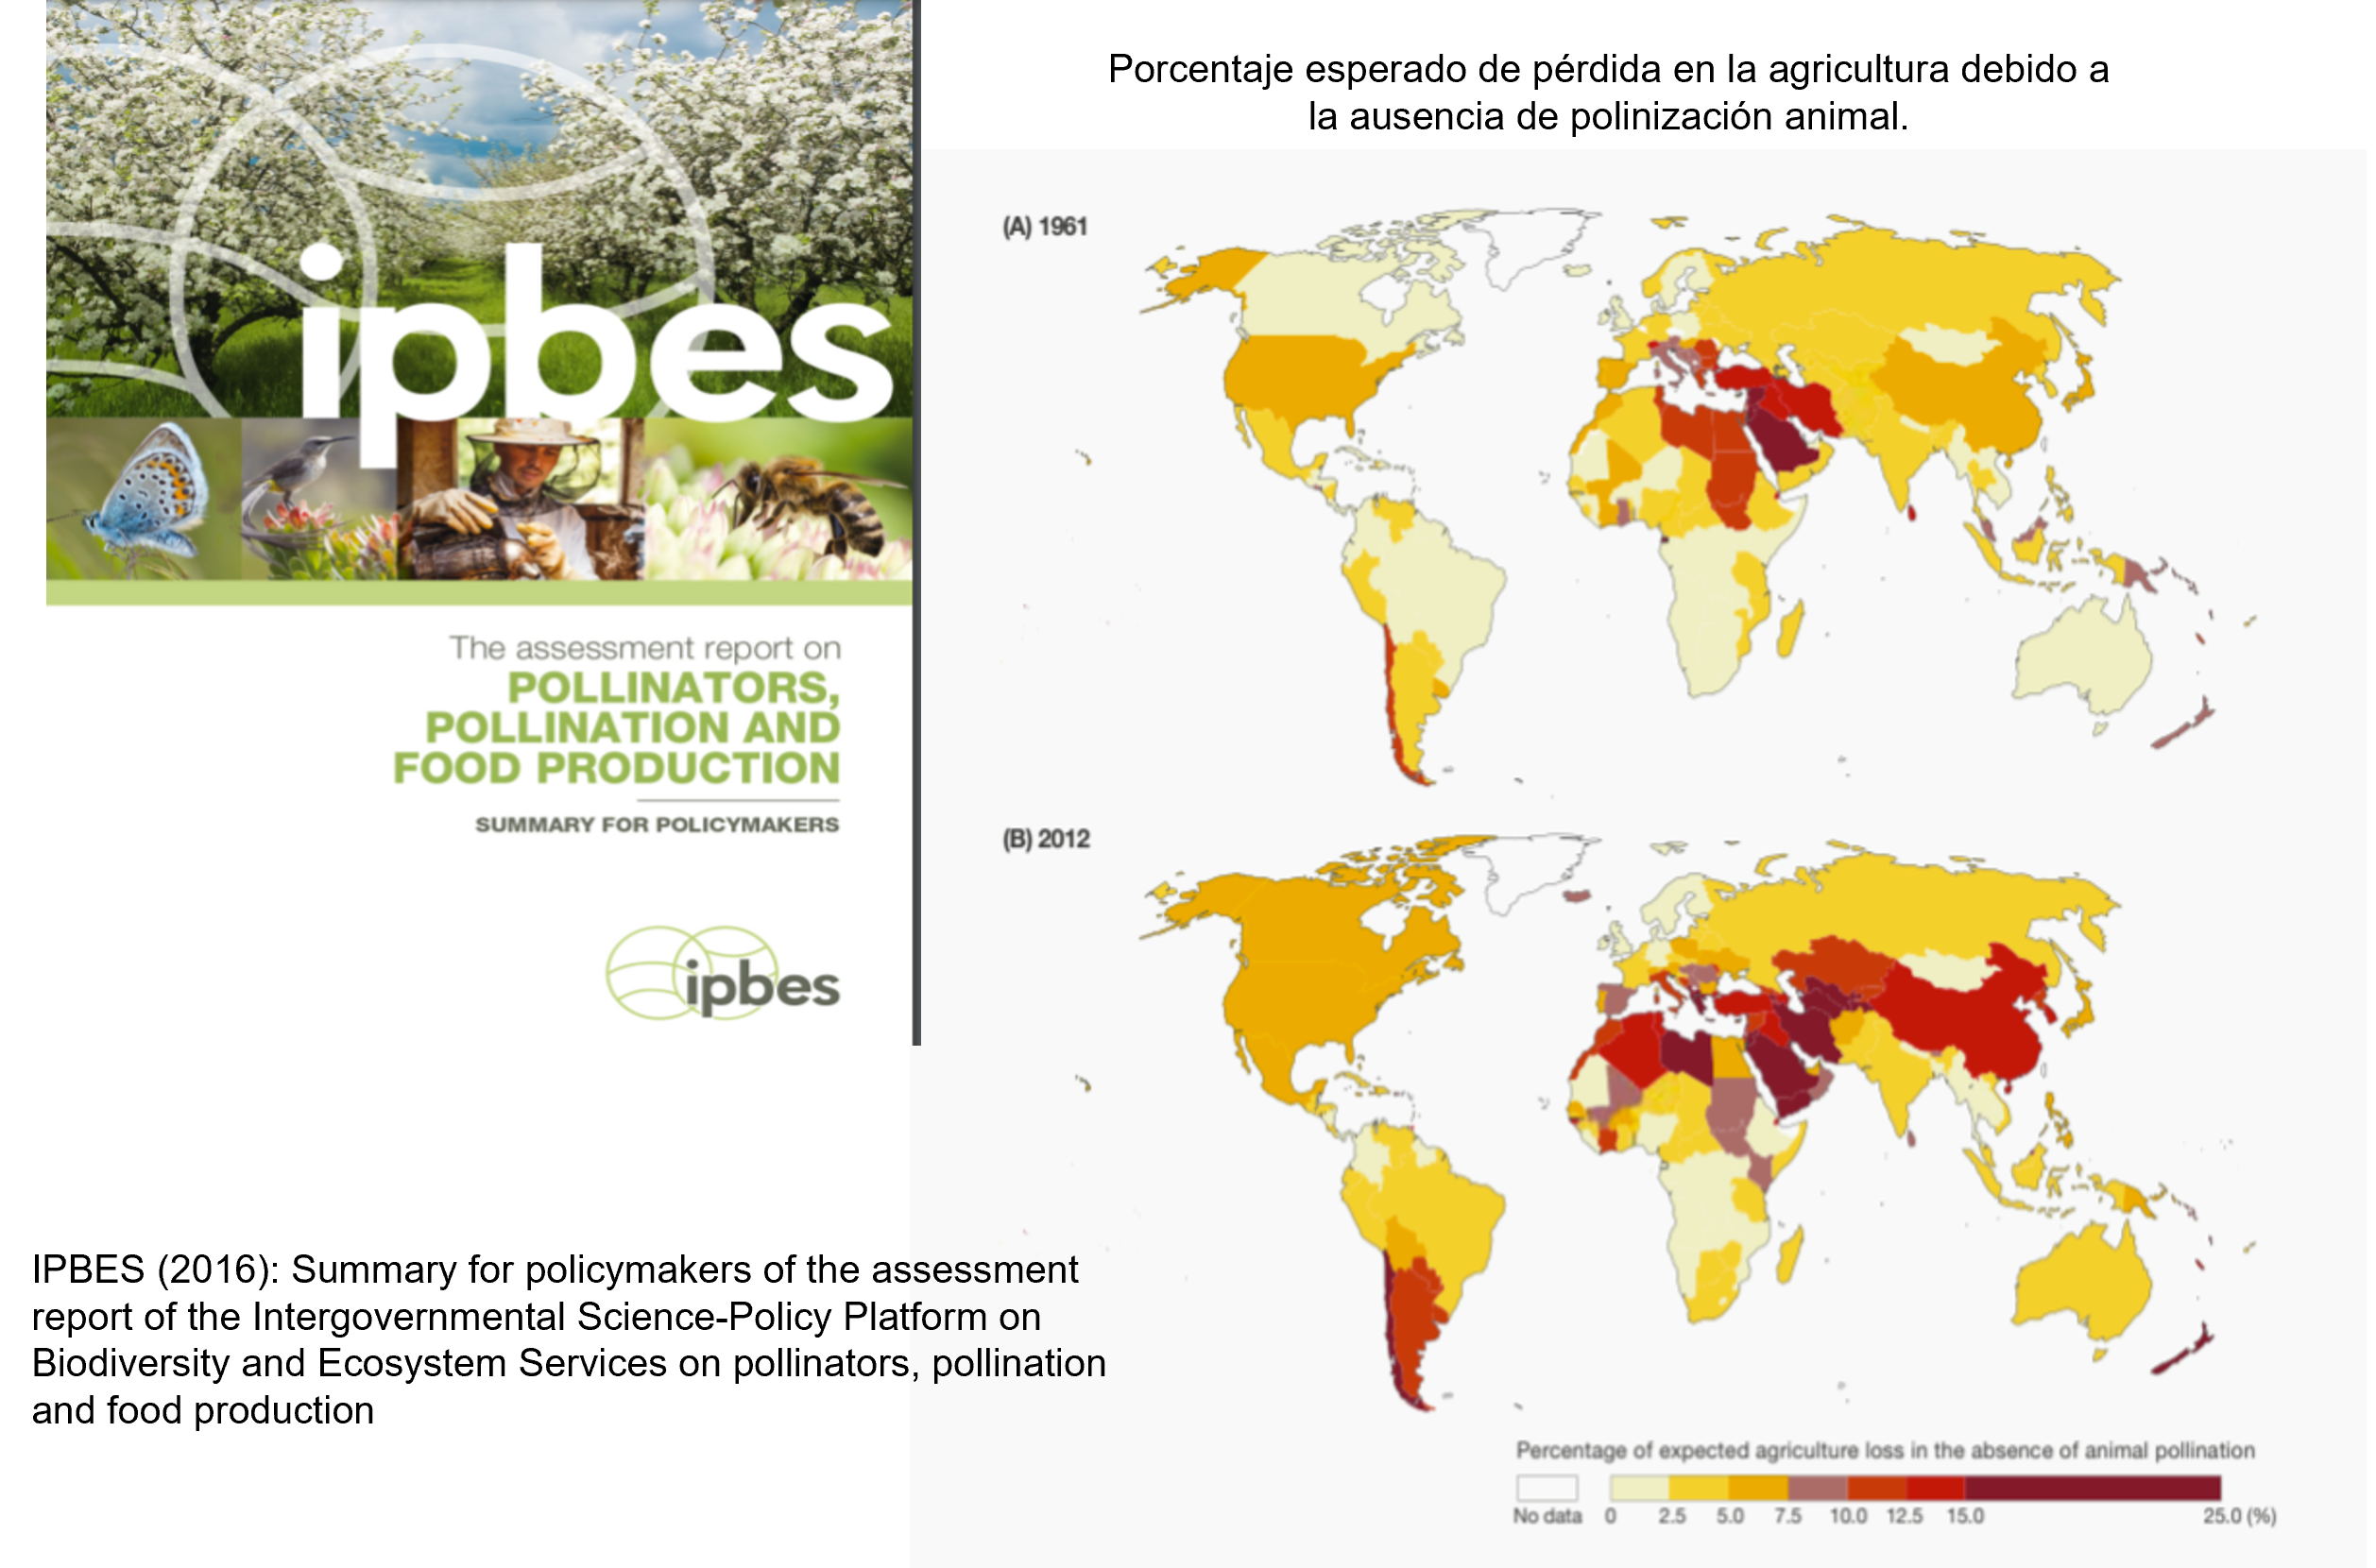 ipbes
The assessment report on
POLLINATORS,
POLLINATION AND
FOOD PRODUCTION
SUMMARY FOR POLICYMAKERS
ipbes
IPBES (2016): Summary for policymakers of the assessment
report of the Intergovernmental Science-Policy Platform on
Biodiversity and Ecosystem Services on pollinators, pollination
and food production
Porcentaje esperado de pérdida en la agricultura debido a
la ausencia de polinización animal.
(A) 1961
(B) 2012
Percentage of expected agriculture loss in the absence of animal pollination
No data 0 2.5 5.0 7.5 10.0 12.5 15.0 25.0 (%)